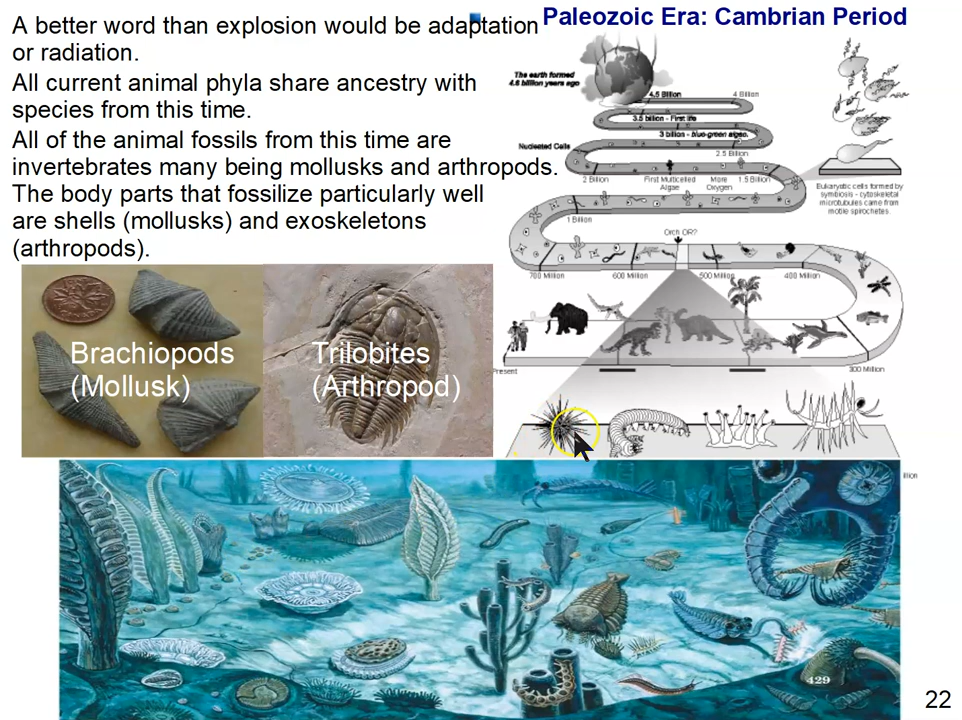 Paleozoic Era: Cambrian Period
A better word than explosion would be adaptation
or radiation.
All current animal phyla share ancestry with
species from this time.
All of the animal fossils from this time are
invertebrates many being mollusks and arthropods.
The body parts that fossilize particularly well
are shells (mollusks) and exoskeletons
(arthropods).
Brachiopods
(Mollusk)
Trilobites
(Arthropod)
The earth formed
4.6 billion years ago
4.5 Billion
4 Billion
3.5 billion - First life
3 billion - blue-green algae.
Nucleated Cells
2.5 Billion
2 Billion
First Multicelled
Algae
More
Oxygen
1.5 Billion
Eukaryotic cells formed by
symbiosis - cytoskeletal
microtubules came from
motile spirochetes.
1 Billion
Orch OR?
700 Million
600 Million
500 Million
400 Million
Present
300 Million
illion
429
22